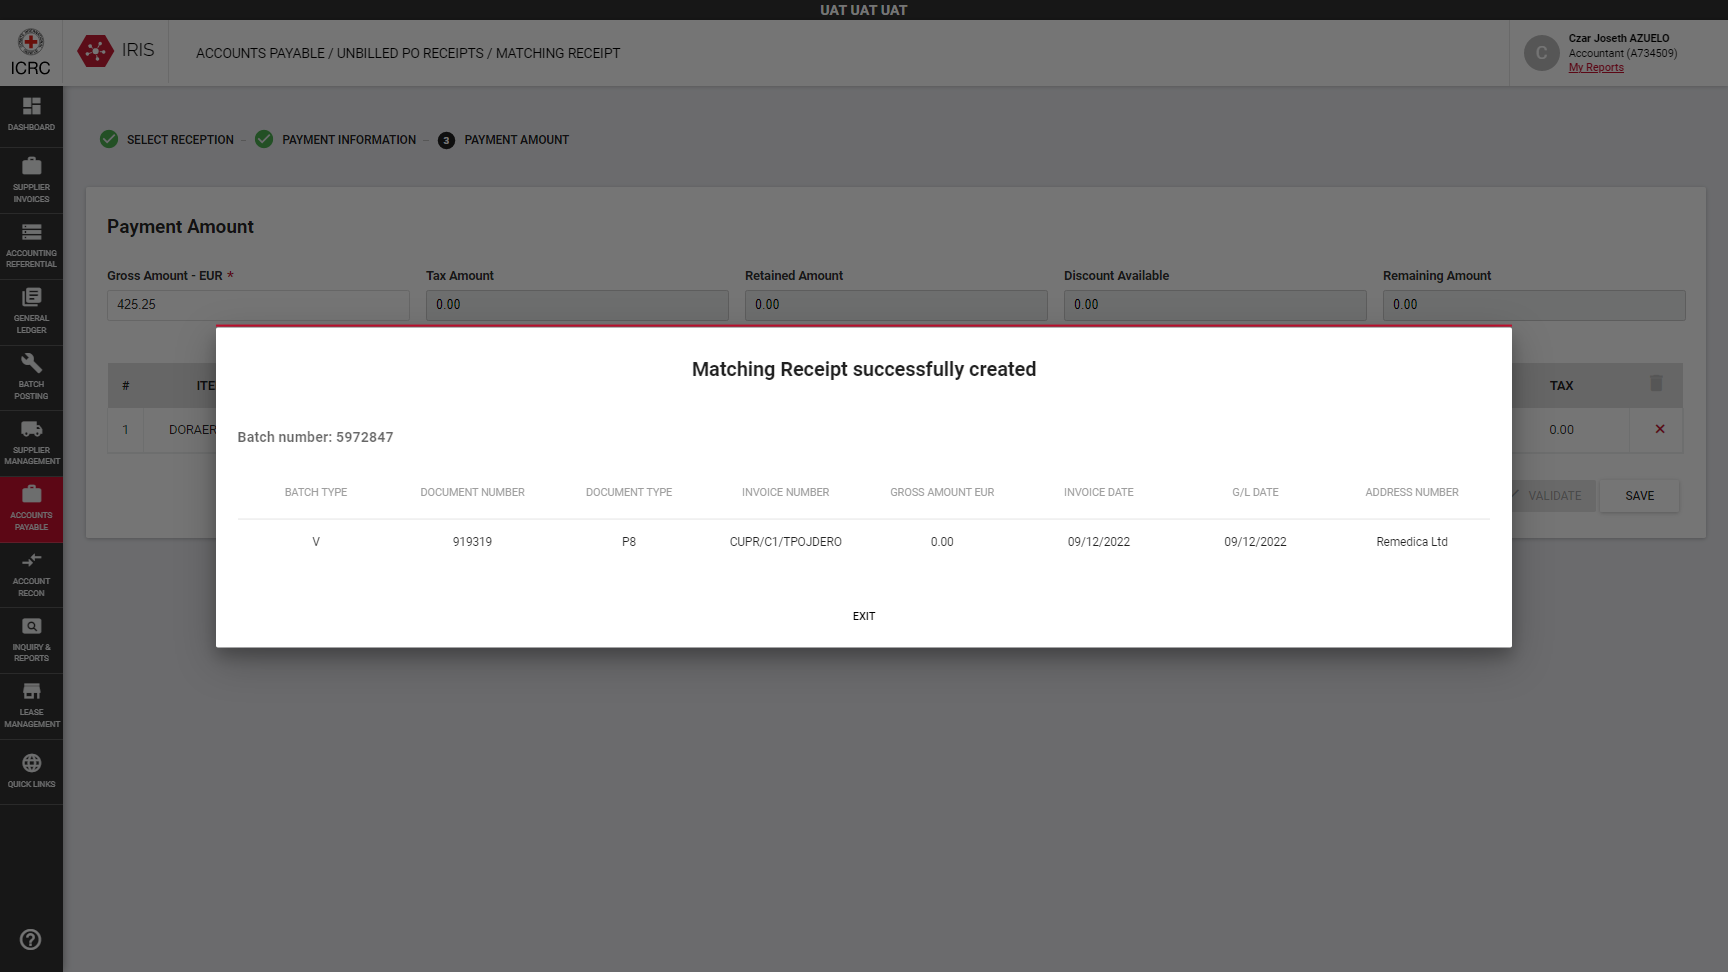 UAT UAT UAT
ICRC
IRIS
ACCOUNTS PAYABLE / UNBILLED PO RECEIPTS / MATCHING RECEIPT
C
Czar Joseth AZUELO
Accountant (A734509)
My Reports
DASHBOARD
SUPPLIER
INVOICES
ACCOUNTING
REFERENTIAL
GENERAL
LEDGER
BATCH
POSTING
SUPPLIER
MANAGEMENT
ACCOUNTS
PAYABLE
ACCOUNT
RECON
INQUIRY &
REPORTS
LEASE
MANAGEMENT
QUICK LINKS
SELECT RECEPTION - PAYMENT INFORMATION - 3 PAYMENT AMOUNT
Payment Amount
Gross Amount - EUR * Tax Amount Retained Amount Discount Available Remaining Amount
425.25 0.00 0.00 0.00 0.00
# ITE TAX
1 DORAER 0.00
VALIDATE SAVE
Matching Receipt successfully created
Batch number: 5972847
BATCH TYPE DOCUMENT NUMBER DOCUMENT TYPE INVOICE NUMBER GROSS AMOUNT EUR INVOICE DATE G/L DATE ADDRESS NUMBER
V 919319 P8 CUPR/C1/TPOJDERO 0.00 09/12/2022 09/12/2022 Remedica Ltd
EXIT